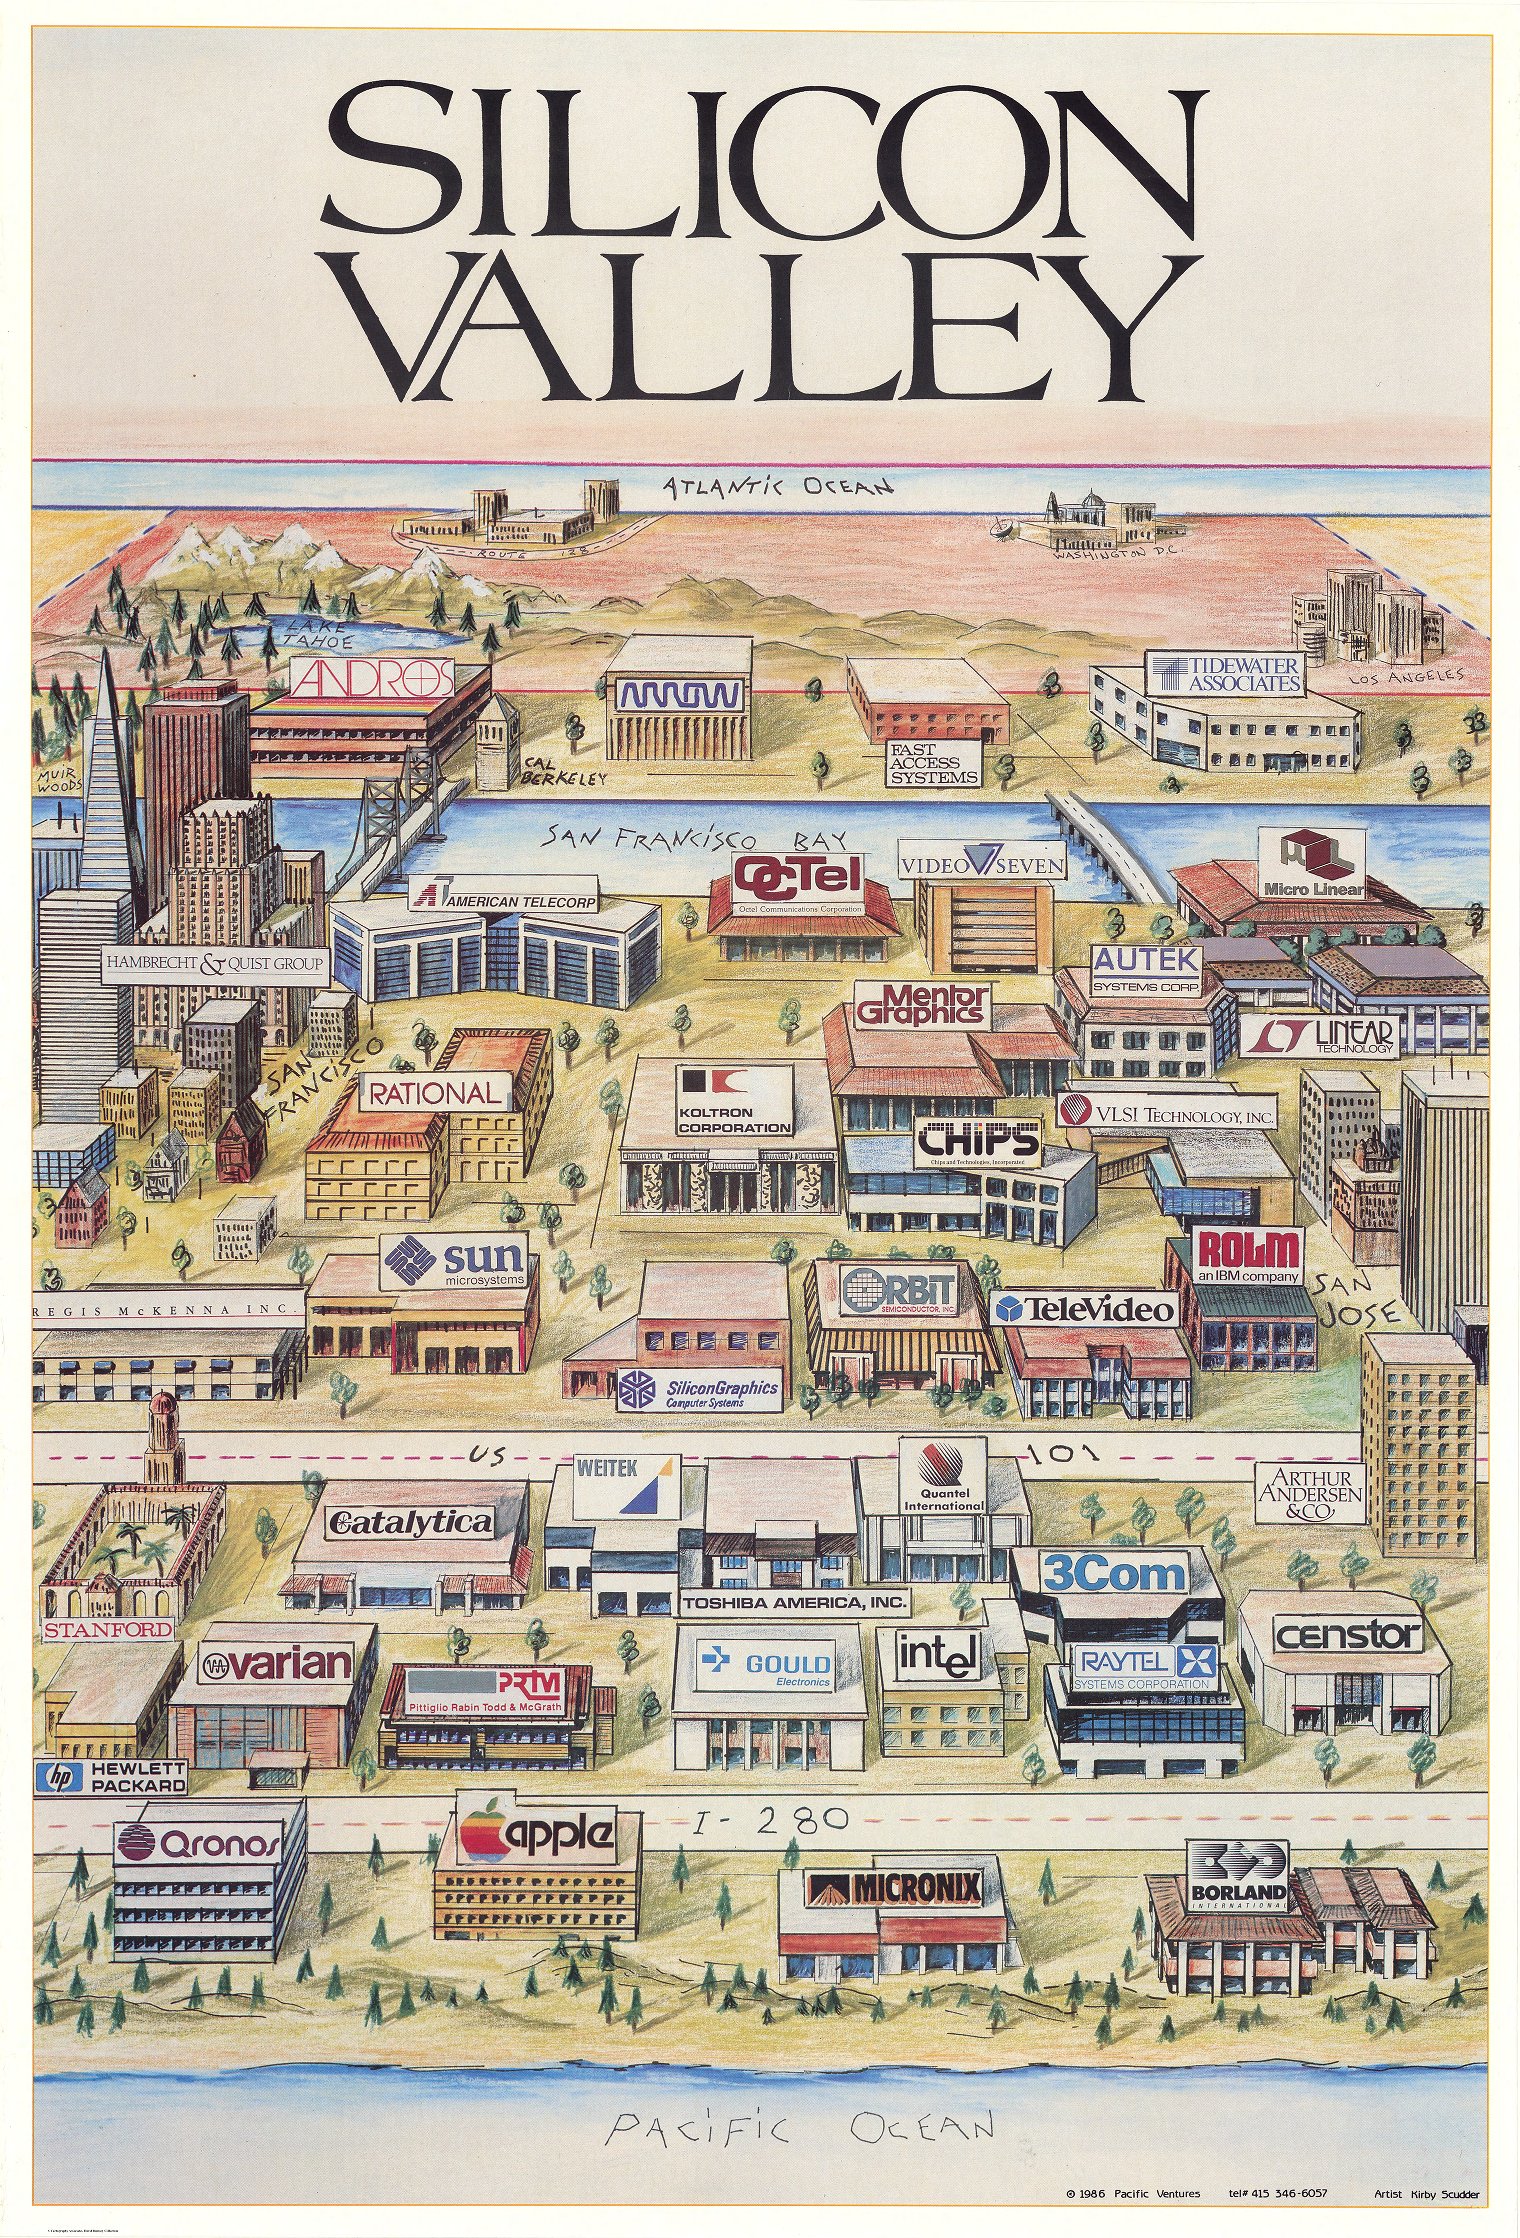 SILICON
VALLEY
ATLANTIC OCEAN
ROUTE 128
WASHINGTON D.C.
LAKE
TAHOE
LOS ANGELES
ANDROS
ARROW
TIDEWATER
ASSOCIATES
FAST
ACCESS
SYSTEMS
MUIR
WOODS
CAL
BERKELEY
SAN FRANCISCO BAY
OCTel
Octel Communications Corporation
VIDEO 7 SEVEN
Micro Linear
AT AMERICAN TELECORP
HAMBRECHT & QUIST GROUP
AUTEK
SYSTEMS CORP.
Mentor
Graphics
LINEAR
TECHNOLOGY
SAN
FRANCISCO
RATIONAL
KOLTRON
CORPORATION
VLSI TECHNOLOGY, INC.
CHIPS
Chips and Technologies, Incorporated
sun
microsystems
ROLM
an IBM company
SAN
JOSE
REGIS McKENNA INC.
ORBiT
SEMICONDUCTOR, INC.
TeleVideo
SiliconGraphics
Computer Systems
US 101
WEITEK
Quantel
International
ARTHUR
ANDERSEN
& CO.
Catalytica
3Com
TOSHIBA AMERICA, INC.
STANFORD
varian
PRTM
Pittiglio Rabin Todd & McGrath
GOULD
Electronics
intel
RAYTEL
SYSTEMS CORPORATION
censtor
hp HEWLETT
PACKARD
I-280
Qronos
apple
MICRONIX
BORLAND
INTERNATIONAL
PACIFIC OCEAN
© 1986 Pacific Ventures tel# 415 346-6057 Artist Kirby Scudder